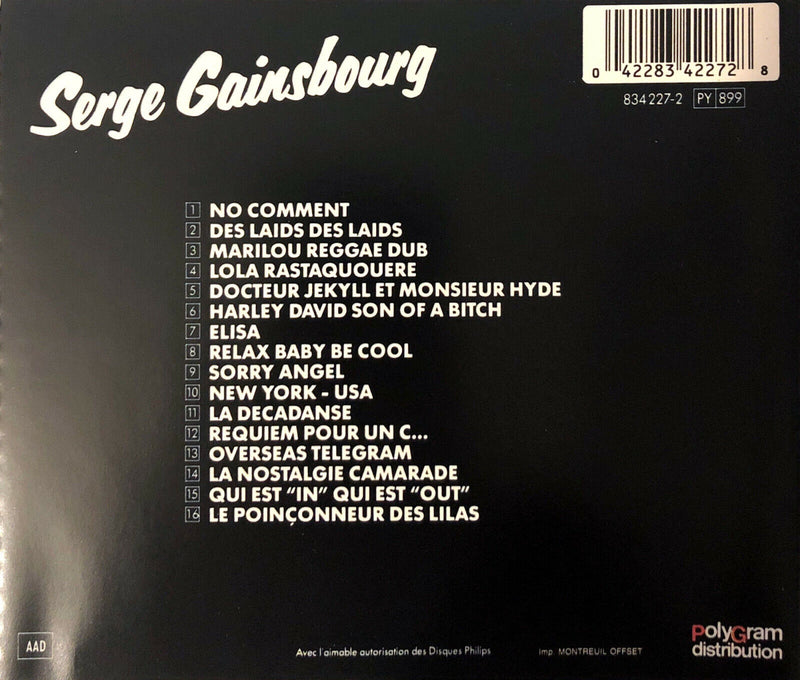 Serge Gainsbourg
0 42283 42272 8
834 227-2 PY 899
1 NO COMMENT
2 DES LAIDS DES LAIDS
3 MARILOU REGGAE DUB
4 LOLA RASTAQUOUERE
5 DOCTEUR JEKYLL ET MONSIEUR HYDE
6 HARLEY DAVID SON OF A BITCH
7 ELISA
8 RELAX BABY BE COOL
9 SORRY ANGEL
10 NEW YORK - USA
11 LA DECADANSE
12 REQUIEM POUR UN C...
13 OVERSEAS TELEGRAM
14 LA NOSTALGIE CAMARADE
15 QUI EST “IN” QUI EST “OUT”
16 LE POINÇONNEUR DES LILAS
AAD
Avec l'aimable autorisation des Disques Philips
Imp. MONTREUIL OFFSET
PolyGram
distribution